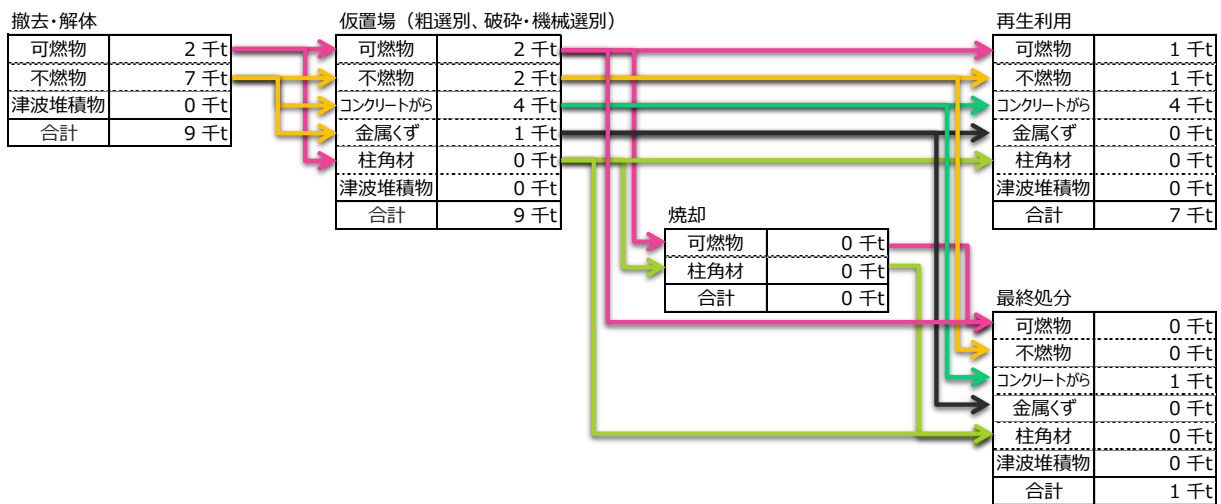 撤去・解体
可燃物 2 千t
不燃物 7 千t
津波堆積物 0 千t
合計 9 千t
仮置場（粗選別、破砕・機械選別）
可燃物 2 千t
不燃物 2 千t
コンクリートがら 4 千t
金属くず 1 千t
柱角材 0 千t
津波堆積物 0 千t
合計 9 千t
焼却
可燃物 0 千t
柱角材 0 千t
合計 0 千t
再生利用
可燃物 1 千t
不燃物 1 千t
コンクリートがら 4 千t
金属くず 0 千t
柱角材 0 千t
津波堆積物 0 千t
合計 7 千t
最終処分
可燃物 0 千t
不燃物 0 千t
コンクリートがら 1 千t
金属くず 0 千t
柱角材 0 千t
津波堆積物 0 千t
合計 1 千t